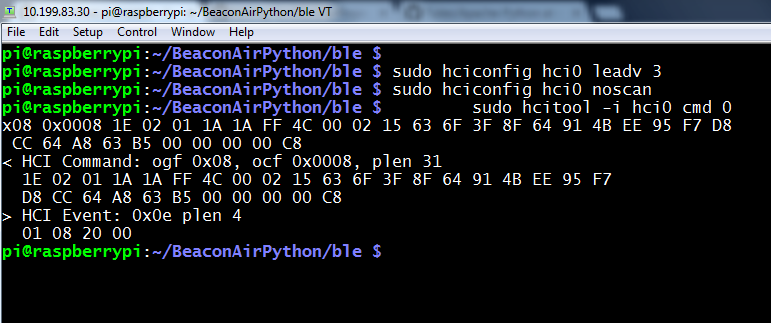 10.199.83.30 - pi@raspberrypi: ~/BeaconAirPython/ble VT
File Edit Setup Control Window Help
pi@raspberrypi:~/BeaconAirPython/ble $
pi@raspberrypi:~/BeaconAirPython/ble $ sudo hciconfig hci0 leadv 3
pi@raspberrypi:~/BeaconAirPython/ble $ sudo hciconfig hci0 noscan
pi@raspberrypi:~/BeaconAirPython/ble $ sudo hcitool -i hci0 cmd 0
x08 0x0008 1E 02 01 1A 1A FF 4C 00 02 15 63 6F 3F 8F 64 91 4B EE 95 F7 D8
CC 64 A8 63 B5 00 00 00 00 C8
< HCI Command: ogf 0x08, ocf 0x0008, plen 31
1E 02 01 1A 1A FF 4C 00 02 15 63 6F 3F 8F 64 91 4B EE 95 F7
D8 CC 64 A8 63 B5 00 00 00 00 C8
> HCI Event: 0x0e plen 4
01 08 20 00
pi@raspberrypi:~/BeaconAirPython/ble $